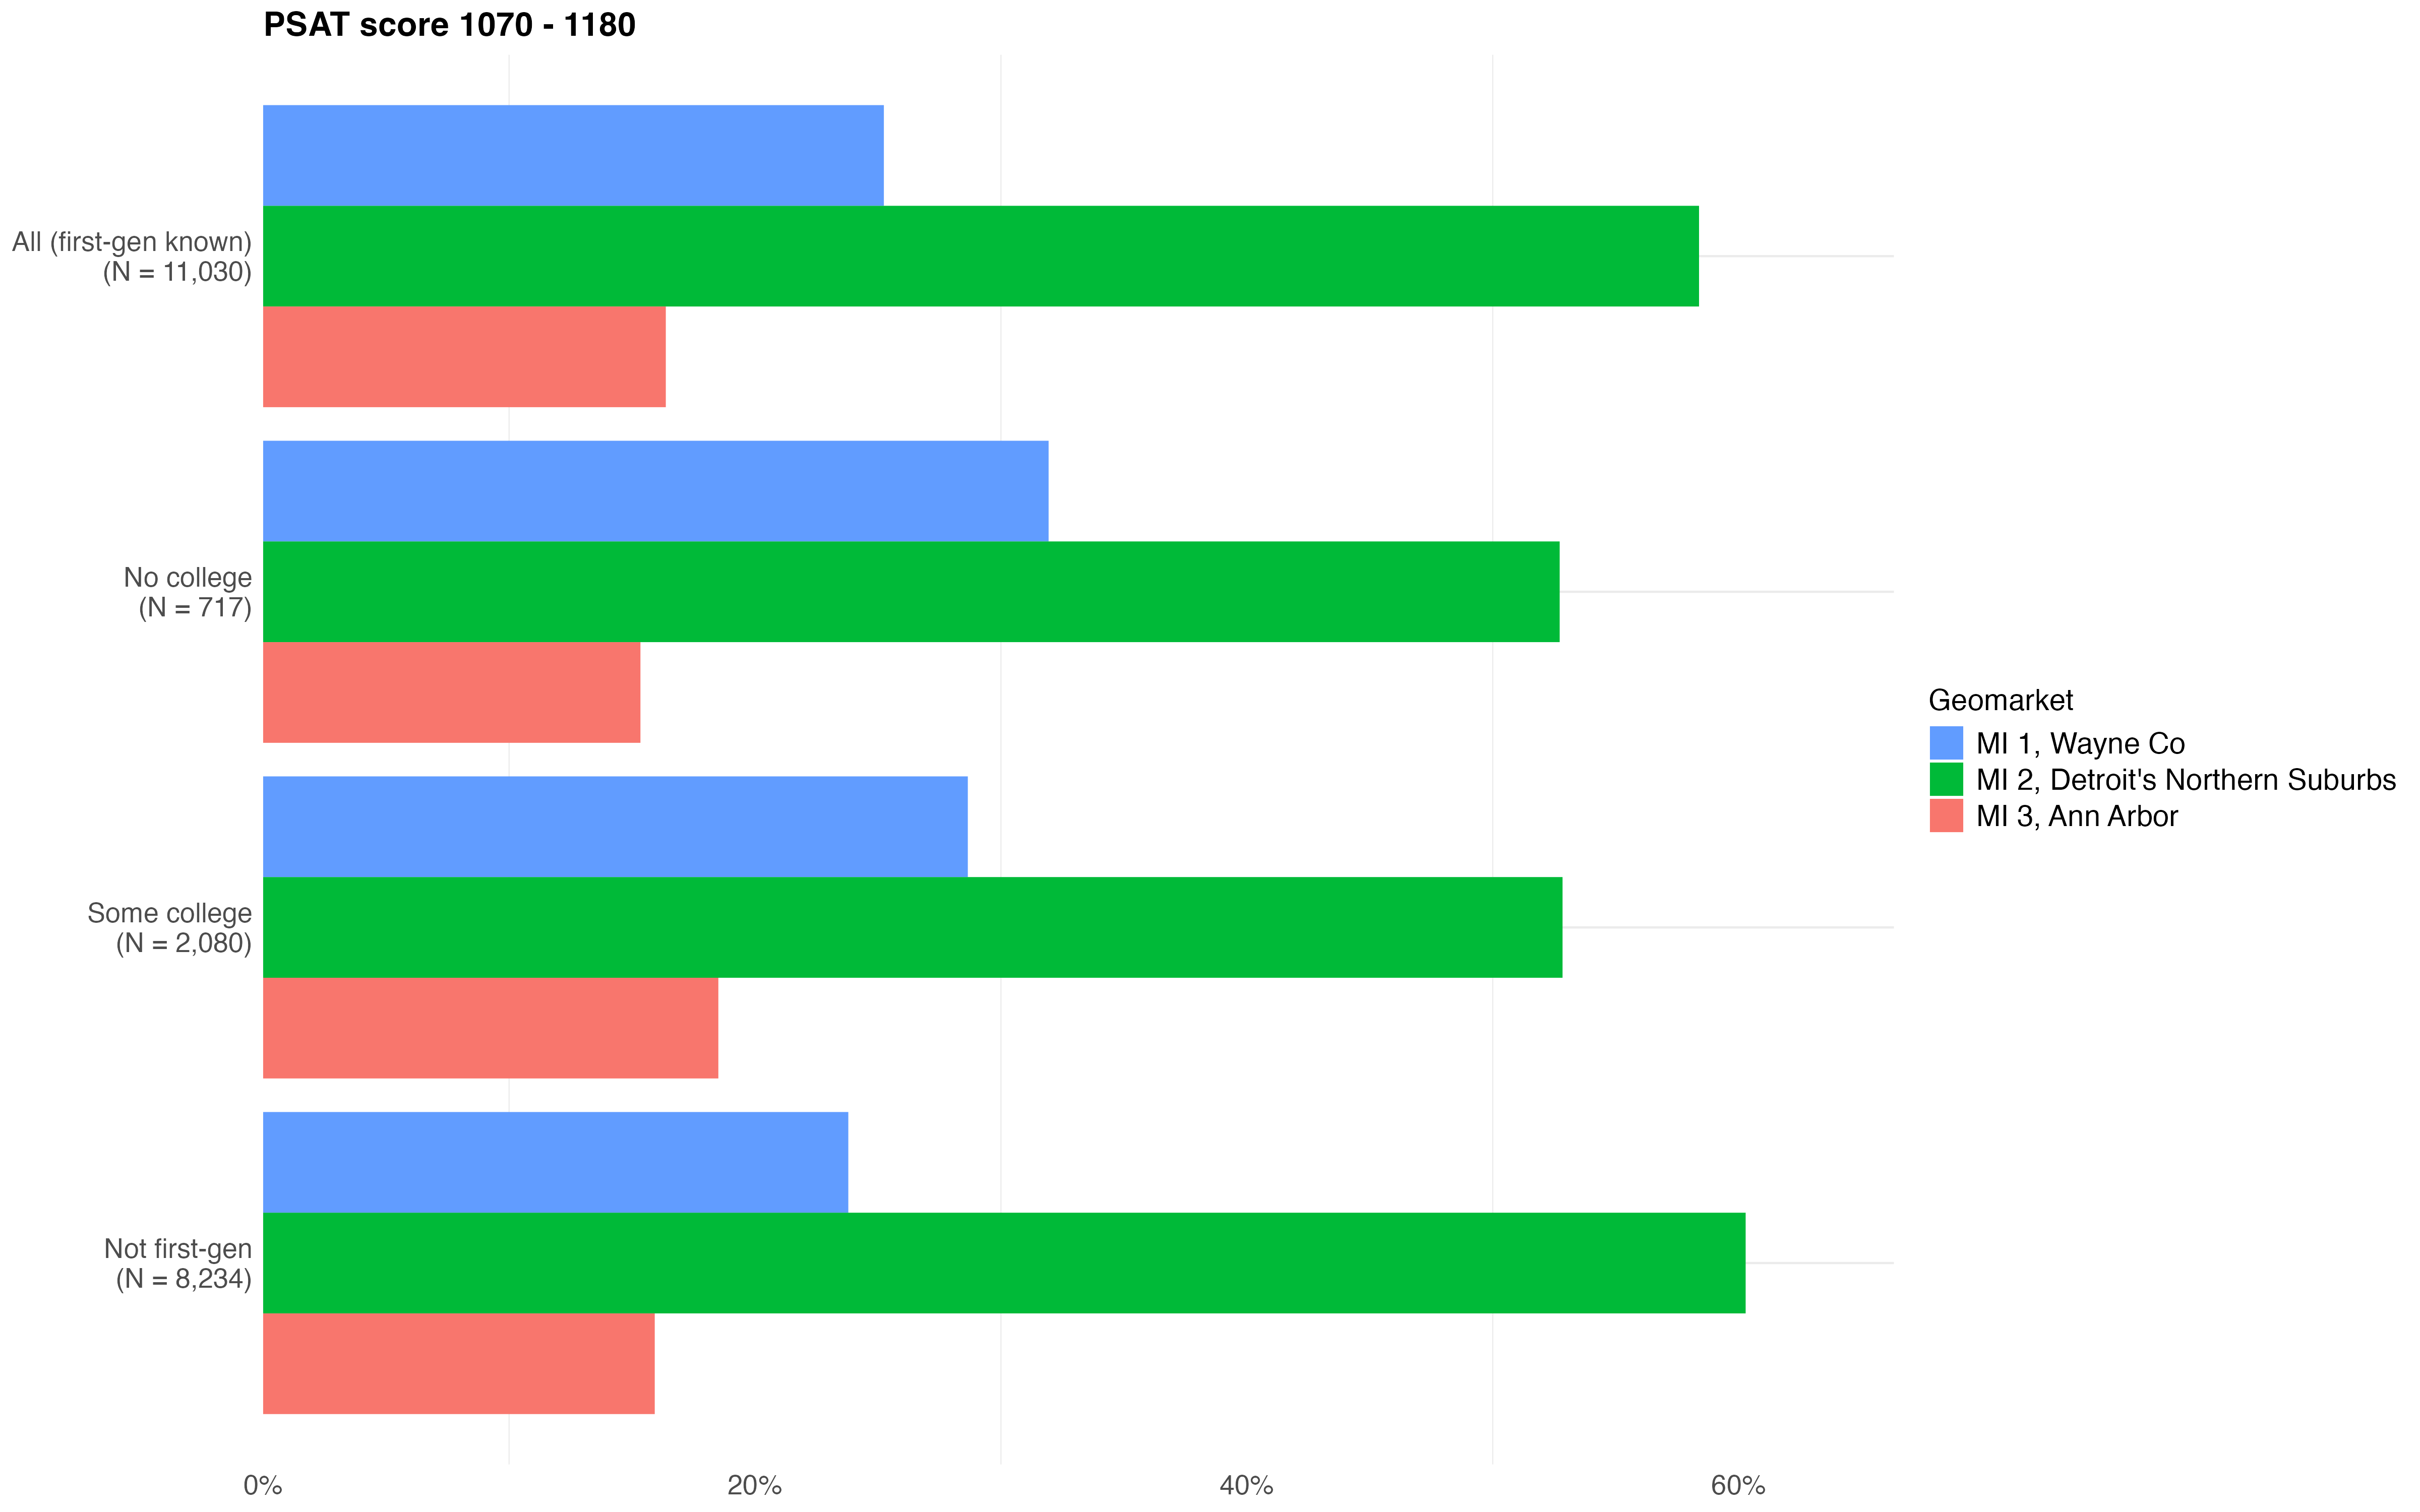 PSAT score 1070 - 1180
All (first-gen known)
(N = 11,030)
No college
(N = 717)
Some college
(N = 2,080)
Not first-gen
(N = 8,234)
0%
20%
40%
60%
Geomarket
MI 1, Wayne Co
MI 2, Detroit's Northern Suburbs
MI 3, Ann Arbor